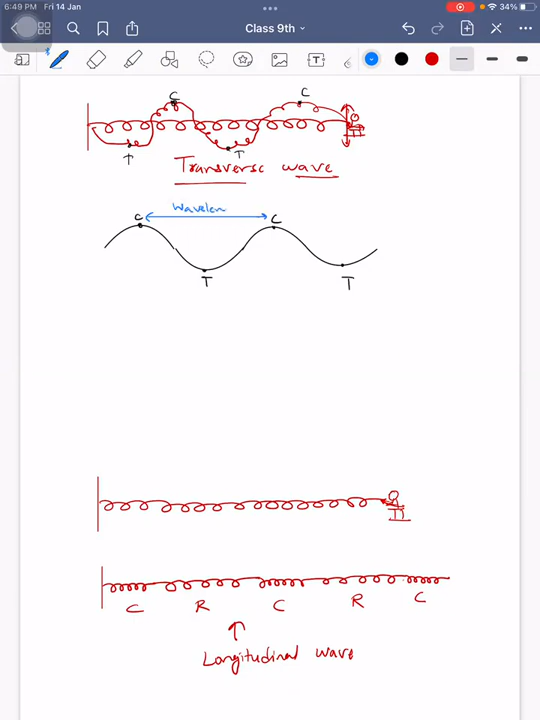 6:49 PM Fri 14 Jan 34%
Class 9th
C C
T T
Transverse wave
Wavelen
C C
T T
C R C R C
Longitudinal wave